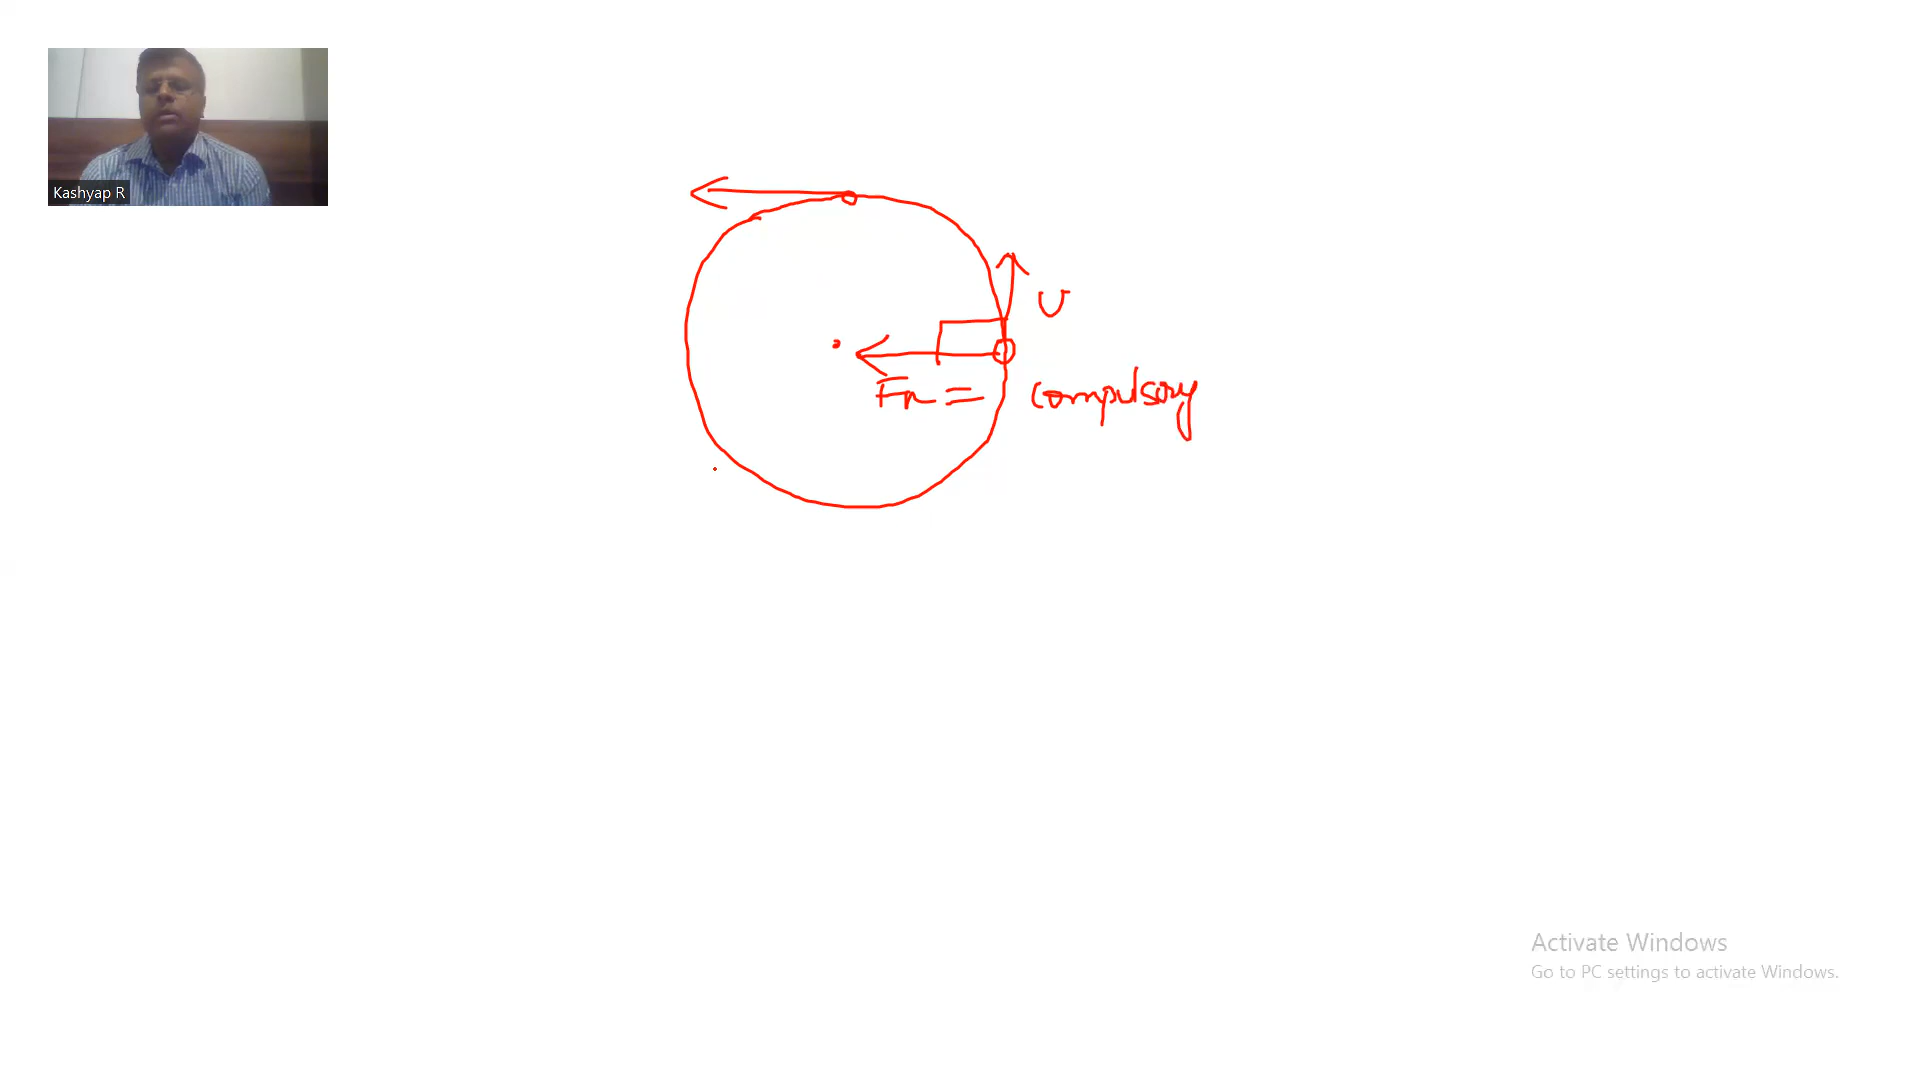 Kashyap R
U
Fn = compulsory
Activate Windows
Go to PC settings to activate Windows.